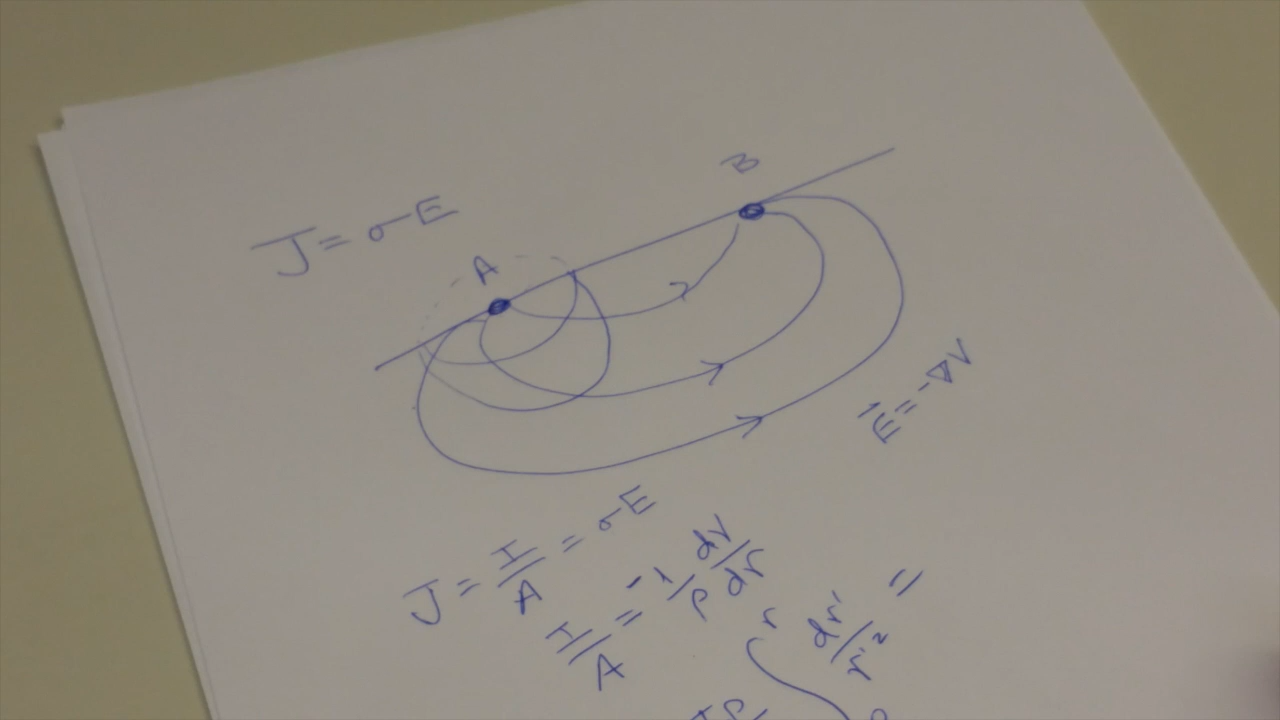 B
J = σE
A
E⃗ = -∇V
J = I/A = σE
I/A = -1/ρ dV/dr
r dr'/r'² =